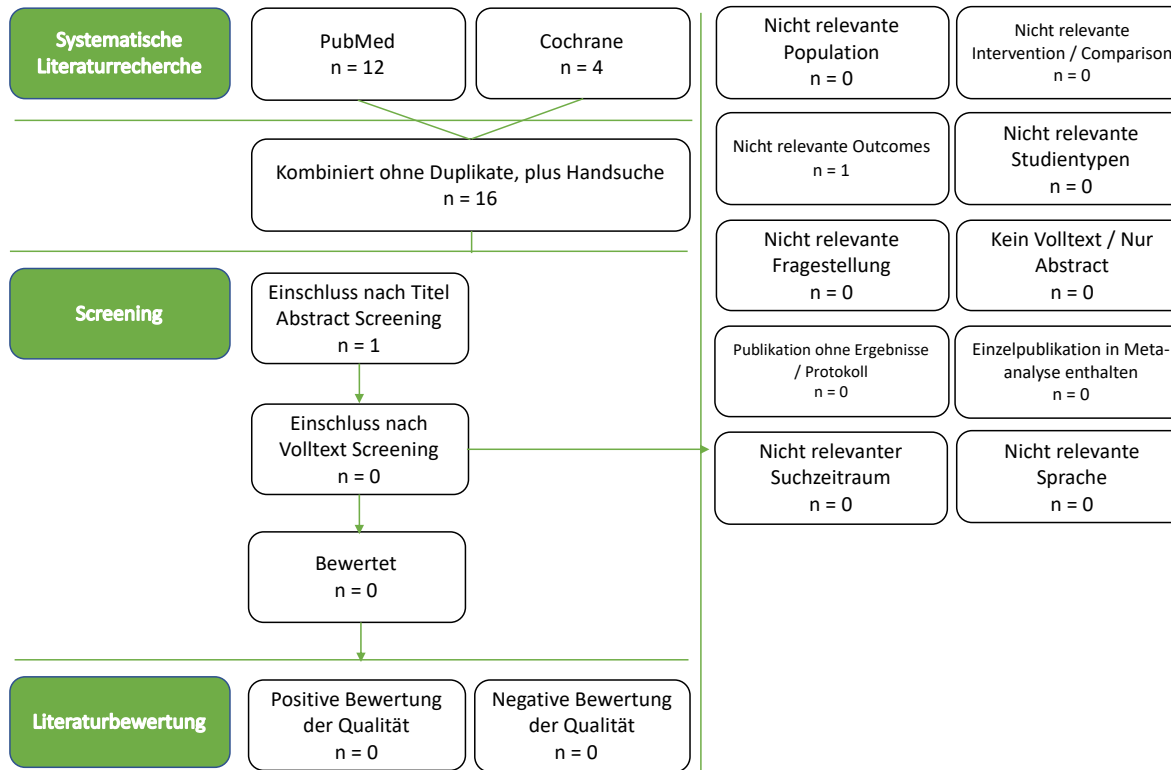 Systematische
Literaturrecherche
PubMed
n = 12
Cochrane
n = 4
Kombiniert ohne Duplikate, plus Handsuche
n = 16
Screening
Einschluss nach Titel
Abstract Screening
n = 1
Einschluss nach
Volltext Screening
n = 0
Bewertet
n = 0
Literaturbewertung
Positive Bewertung
der Qualität
n = 0
Negative Bewertung
der Qualität
n = 0
Nicht relevante
Population
n = 0
Nicht relevante
Intervention / Comparison
n = 0
Nicht relevante Outcomes
n = 1
Nicht relevante
Studientypen
n = 0
Nicht relevante
Fragestellung
n = 0
Kein Volltext / Nur
Abstract
n = 0
Publikation ohne Ergebnisse
/ Protokoll
n = 0
Einzelpublikation in Meta-
analyse enthalten
n = 0
Nicht relevanter
Suchzeitraum
n = 0
Nicht relevante
Sprache
n = 0